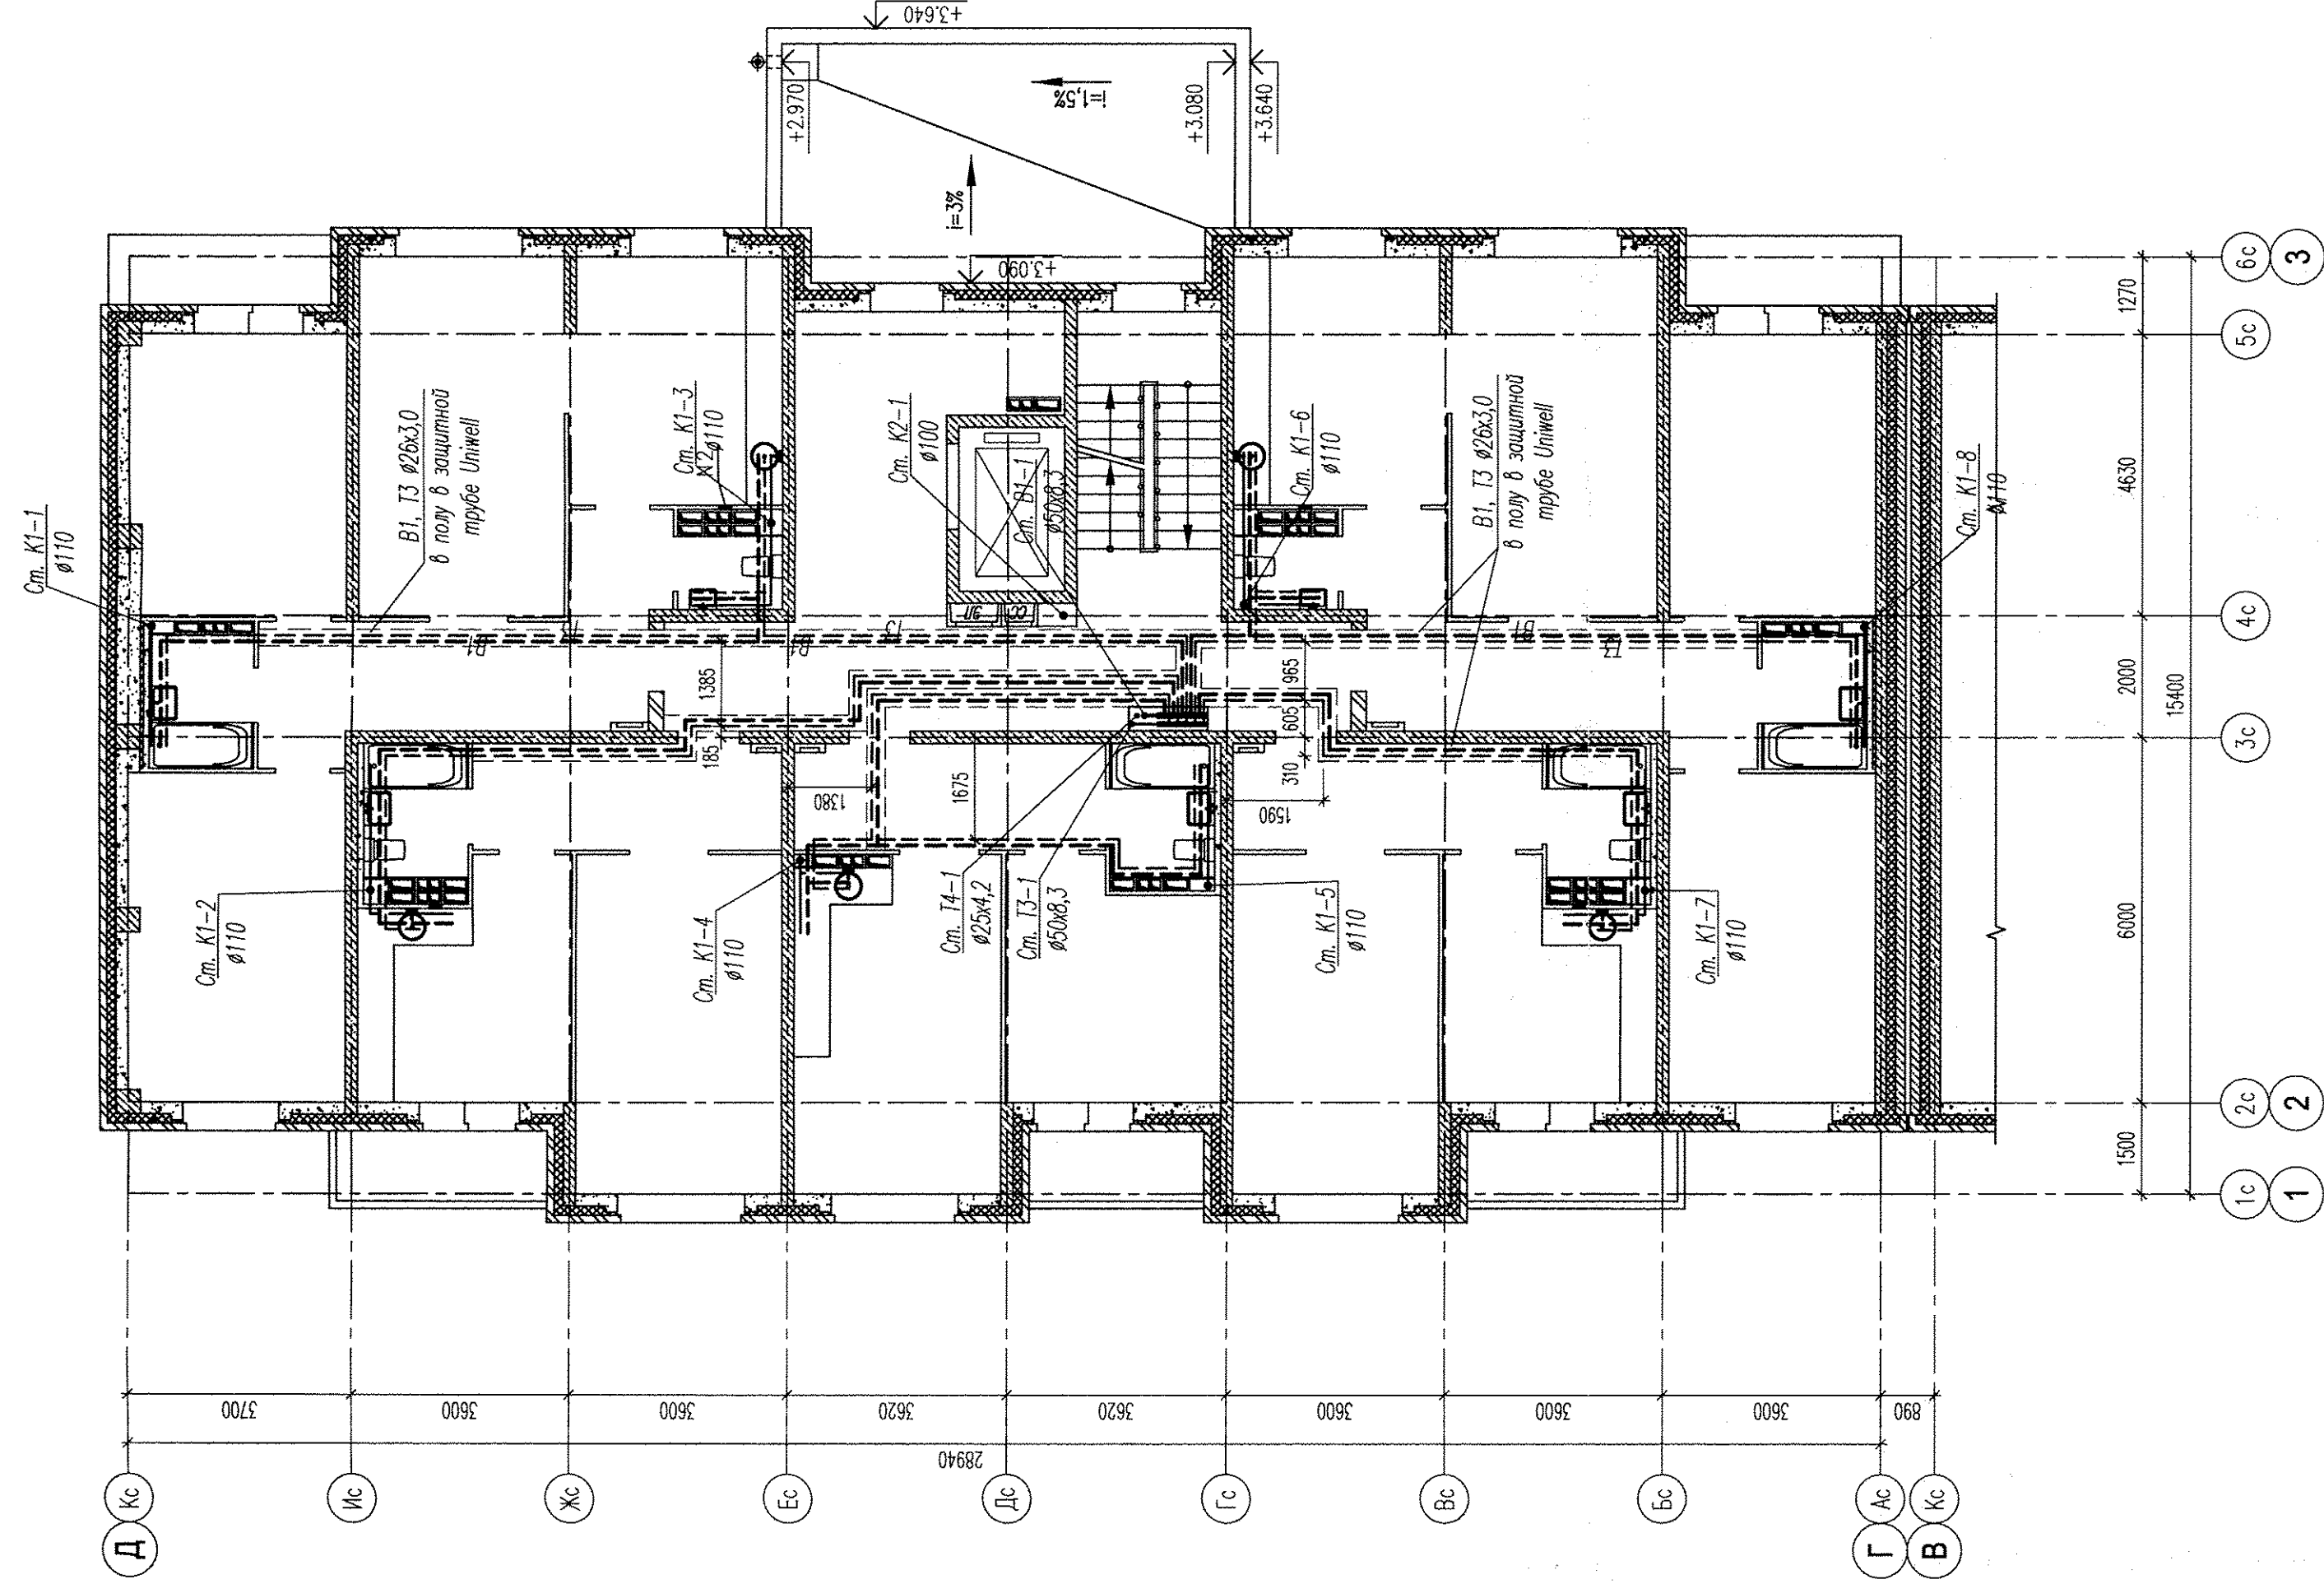 +3.640
+2.970
i=1,5%
+3.080
+3.640
i=3%
+3.090
Ст. К1-1
ø110
В1, Т3 ø26х3,0
в полу в защитной
трубе Uniwell
Ст. К1-3
ø110
Ст. К2-1
ø100
Ст. В1-1
ø50х8,3
ЭЛ
СС
Ст. К1-6
ø110
В1, Т3 ø26х3,0
в полу в защитной
трубе Uniwell
Ст. К1-8
В1
В1
Т3
В1
Т3
1385
185
965
605
310
1380
1675
1590
Ст. К1-2
ø110
Ст. К1-4
ø110
Ст. Т4-1
ø25х4,2
Ст. Т3-1
ø50х8,3
Ст. К1-5
ø110
Ст. К1-7
ø110
1270
4630
2000
15400
6000
1500
6с
3
5с
4с
3с
2с
2
1с
1
3700
3600
3600
3620
3620
3600
3600
3600
890
28940
Кс
Ис
Жс
Ес
Дс
Гс
Вс
Бс
Ас
Кс
Д
Г
В